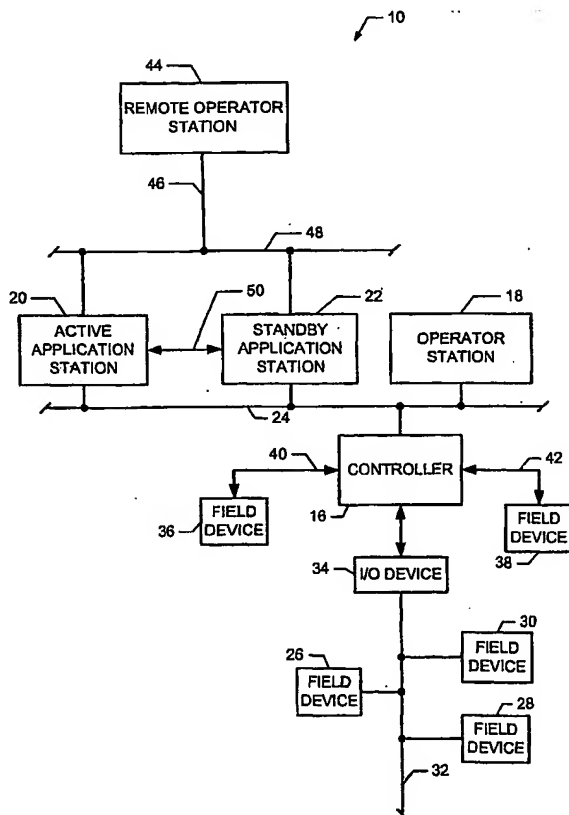 10
44
REMOTE OPERATOR
STATION
46
48
20
50
22
18
ACTIVE
APPLICATION
STATION
STANDBY
APPLICATION
STATION
OPERATOR
STATION
24
40
42
CONTROLLER
36
FIELD
DEVICE
16
FIELD
DEVICE
38
34
I/O DEVICE
30
FIELD
DEVICE
26
FIELD
DEVICE
28
FIELD
DEVICE
32